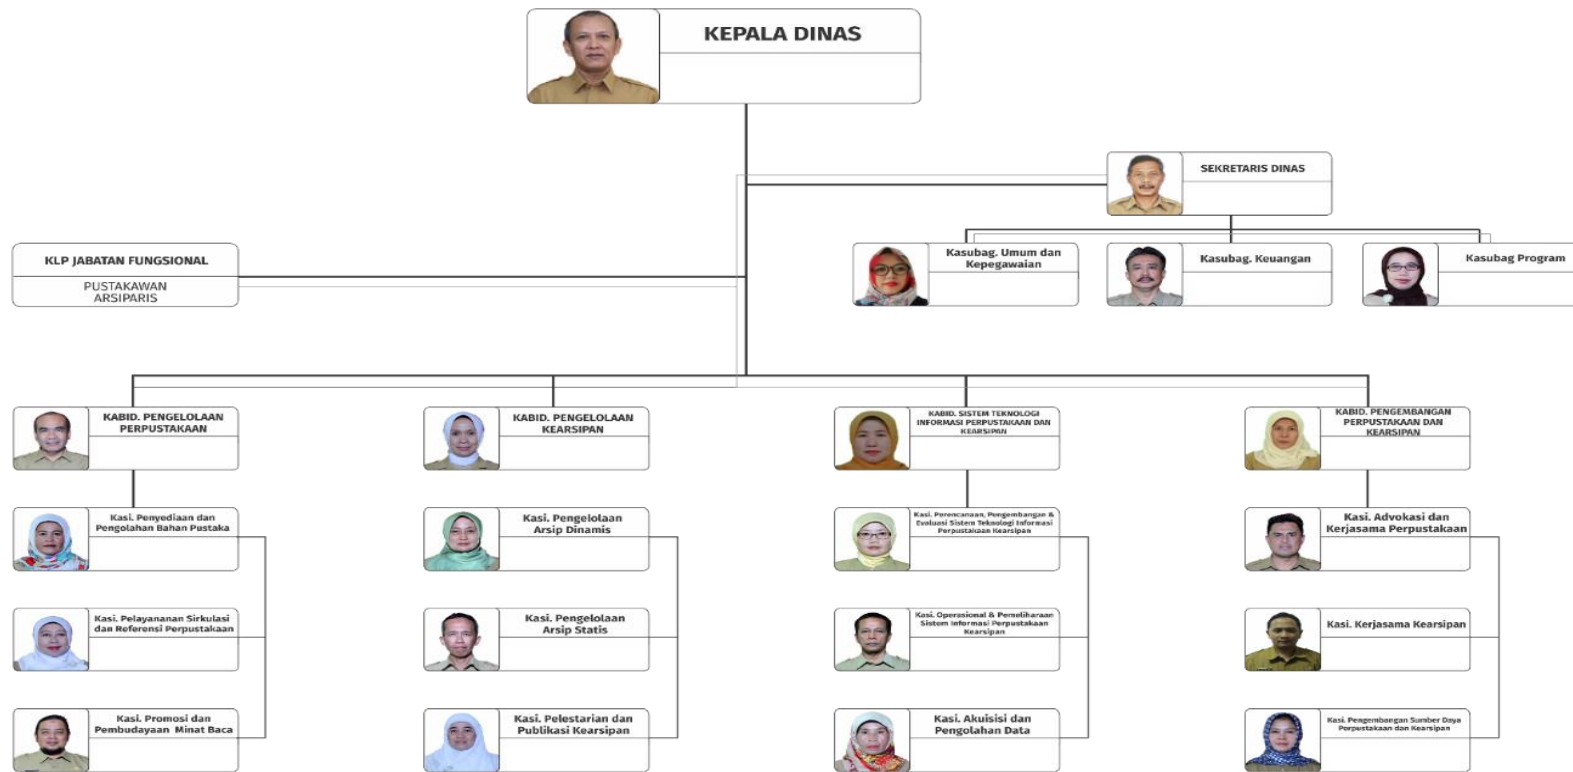 KEPALA DINAS
SEKRETARIS DINAS
KLP JABATAN FUNGSIONAL
PUSTAKAWAN
ARSIPARIS
Kasubag. Umum dan
Kepegawaian
Kasubag. Keuangan
Kasubag Program
KABID. PENGELOLAAN
PERPUSTAKAAN
KABID. PENGELOLAAN
KEARSIPAN
KABID. SISTEM TEKNOLOGI
INFORMASI PERPUSTAKAAN DAN
KEARSIPAN
KABID. PENGEMBANGAN
PERPUSTAKAAN DAN
KEARSIPAN
Kasi. Penyediaan dan
Pengolahan Bahan Pustaka
Kasi. Pengelolaan
Arsip Dinamis
Kasi. Perencanaan, Pengembangan &
Evaluasi Sistem Teknologi Informasi
Perpustakaan Kearsipan
Kasi. Advokasi dan
Kerjasama Perpustakaan
Kasi. Pelayananan Sirkulasi
dan Referensi Perpustakaan
Kasi. Pengelolaan
Arsip Statis
Kasi. Operasional & Pemeliharaan
Sistem Informasi Perpustakaan
Kearsipan
Kasi. Kerjasama Kearsipan
Kasi. Promosi dan
Pembudayaan Minat Baca
Kasi. Pelestarian dan
Publikasi Kearsipan
Kasi. Akuisisi dan
Pengolahan Data
Kasi. Pengembangan Sumber Daya
Perpustakaan dan Kearsipan